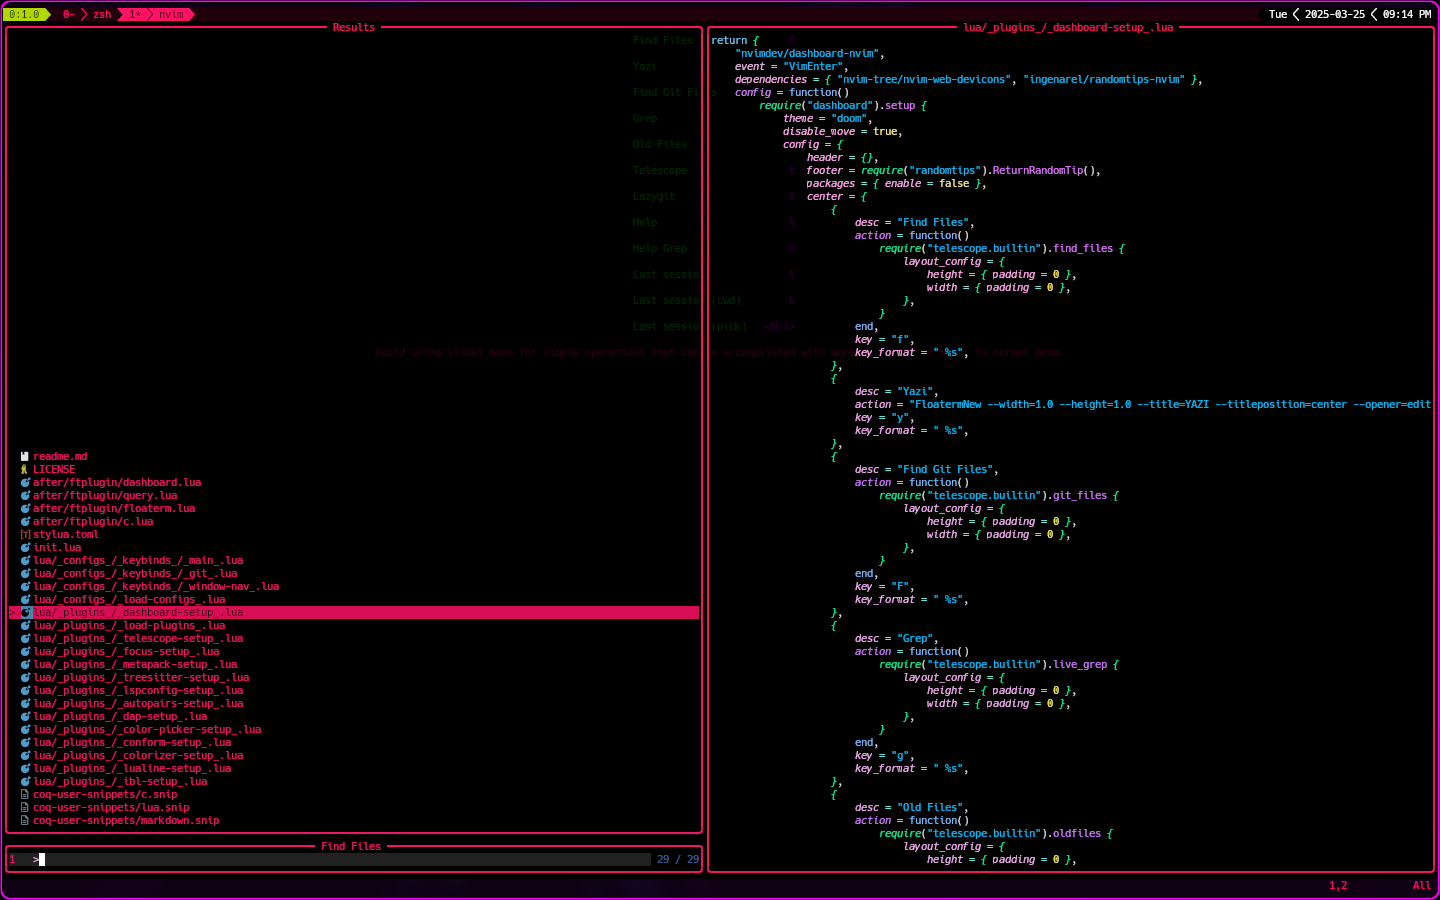 0:1.0 0- zsh 1* nvim Tue 2025-03-25 09:14 PM
Results
Find Files f
Yazi
Find Git Files
Grep
Old Files
Telescope t
Lazygit G
Help h
Help Grep H
Last session l
Last session(cwd) L
Last session(pick) <M-l>
Avoid using visual mode for simple operations that can be accomplished with more in normal mode.
readme.md
LICENSE
after/ftplugin/dashboard.lua
after/ftplugin/query.lua
after/ftplugin/floaterm.lua
after/ftplugin/c.lua
stylua.toml
init.lua
lua/_configs_/_keybinds_/_main_.lua
lua/_configs_/_keybinds_/_git_.lua
lua/_configs_/_keybinds_/_window-nav_.lua
lua/_configs_/_load-configs_.lua
> lua/_plugins_/_dashboard-setup_.lua
lua/_plugins_/_load-plugins_.lua
lua/_plugins_/_telescope-setup_.lua
lua/_plugins_/_focus-setup_.lua
lua/_plugins_/_metapack-setup_.lua
lua/_plugins_/_treesitter-setup_.lua
lua/_plugins_/_lspconfig-setup_.lua
lua/_plugins_/_autopairs-setup_.lua
lua/_plugins_/_dap-setup_.lua
lua/_plugins_/_color-picker-setup_.lua
lua/_plugins_/_conform-setup_.lua
lua/_plugins_/_colorizer-setup_.lua
lua/_plugins_/_lualine-setup_.lua
lua/_plugins_/_ibl-setup_.lua
coq-user-snippets/c.snip
coq-user-snippets/lua.snip
coq-user-snippets/markdown.snip
Find Files
1 > 29 / 29
lua/_plugins_/_dashboard-setup_.lua
return {
"nvimdev/dashboard-nvim",
event = "VimEnter",
dependencies = { "nvim-tree/nvim-web-devicons", "ingenarel/randomtips-nvim" },
config = function()
require("dashboard").setup {
theme = "doom",
disable_move = true,
config = {
header = {},
footer = require("randomtips").ReturnRandomTip(),
packages = { enable = false },
center = {
{
desc = "Find Files",
action = function()
require("telescope.builtin").find_files {
layout_config = {
height = { padding = 0 },
width = { padding = 0 },
},
}
end,
key = "f",
key_format = " %s",
},
{
desc = "Yazi",
action = "FloatermNew --width=1.0 --height=1.0 --title=YAZI --titleposition=center --opener=edit
key = "y",
key_format = " %s",
},
{
desc = "Find Git Files",
action = function()
require("telescope.builtin").git_files {
layout_config = {
height = { padding = 0 },
width = { padding = 0 },
},
}
end,
key = "F",
key_format = " %s",
},
{
desc = "Grep",
action = function()
require("telescope.builtin").live_grep {
layout_config = {
height = { padding = 0 },
width = { padding = 0 },
},
}
end,
key = "g",
key_format = " %s",
},
{
desc = "Old Files",
action = function()
require("telescope.builtin").oldfiles {
layout_config = {
height = { padding = 0 },
1,2 All